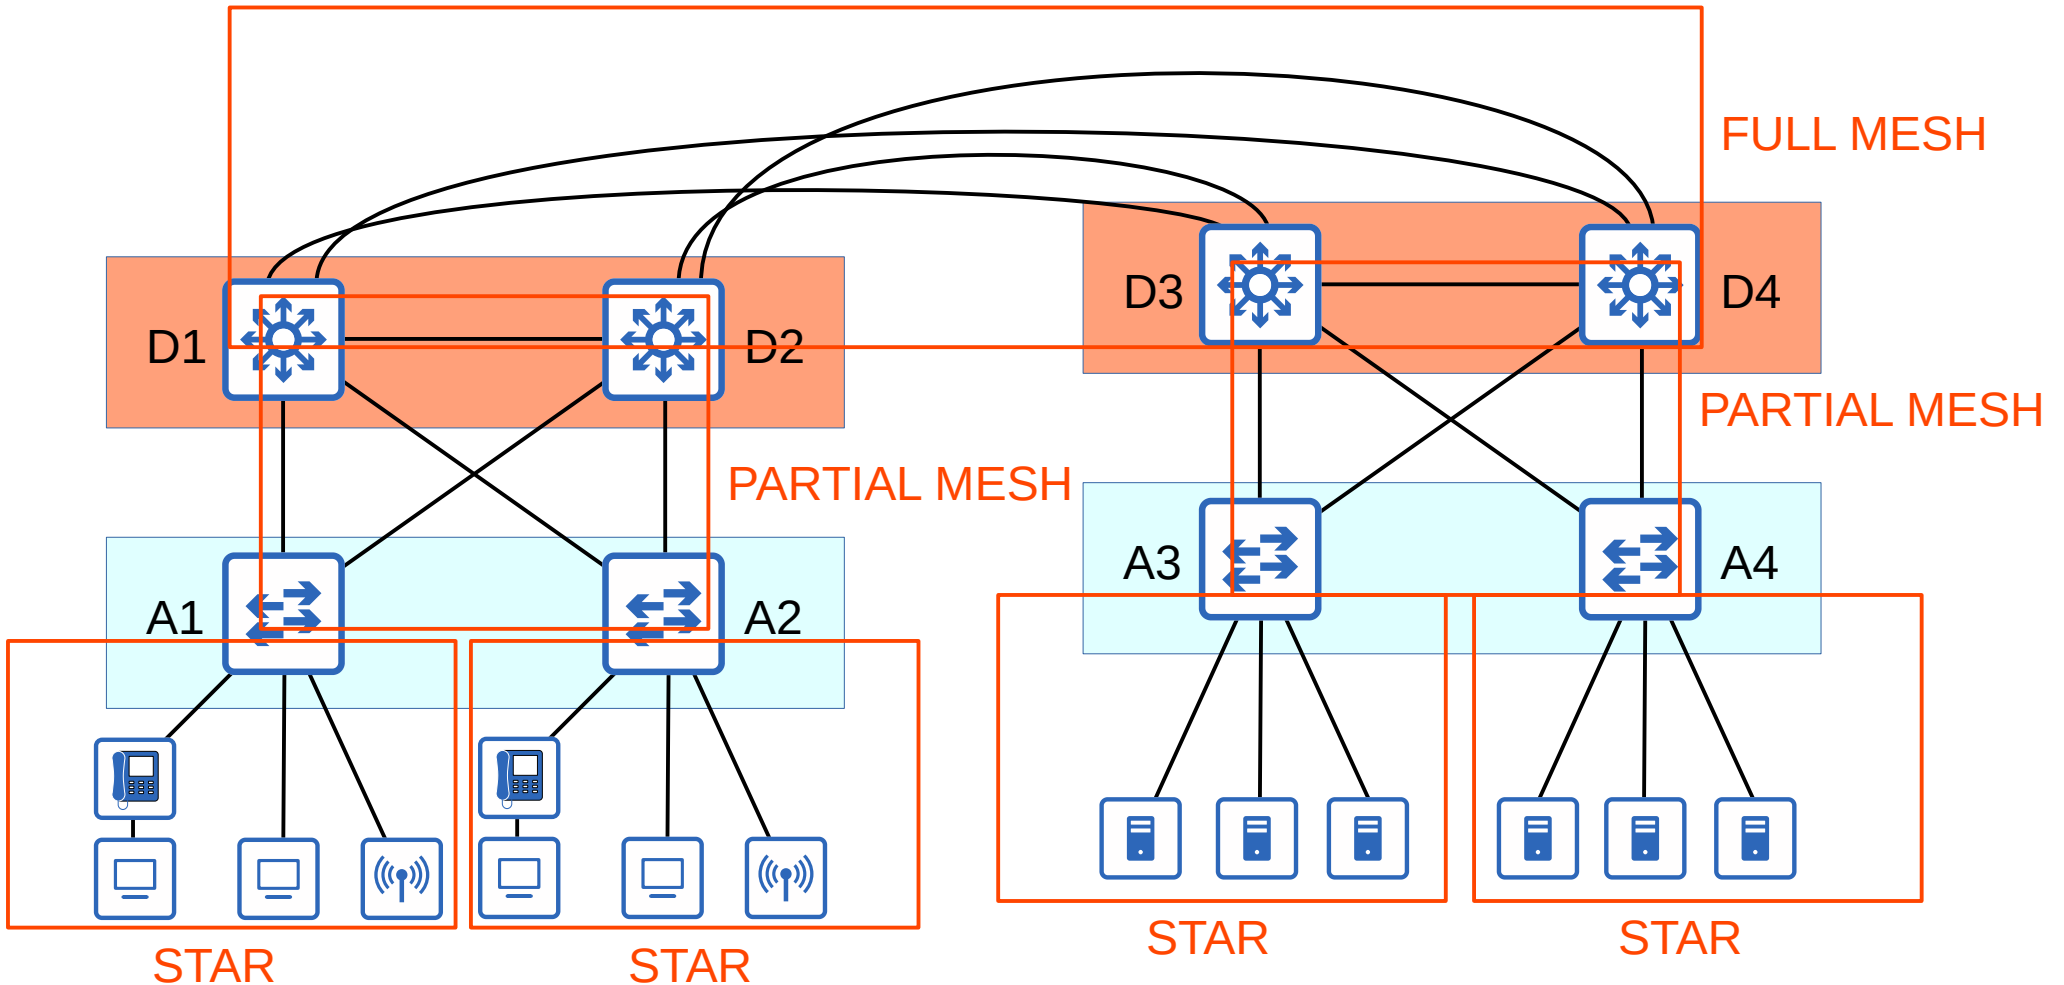 FULL MESH
D3
D4
D1
D2
PARTIAL MESH
PARTIAL MESH
A3
A4
A1
A2
STAR
STAR
STAR
STAR